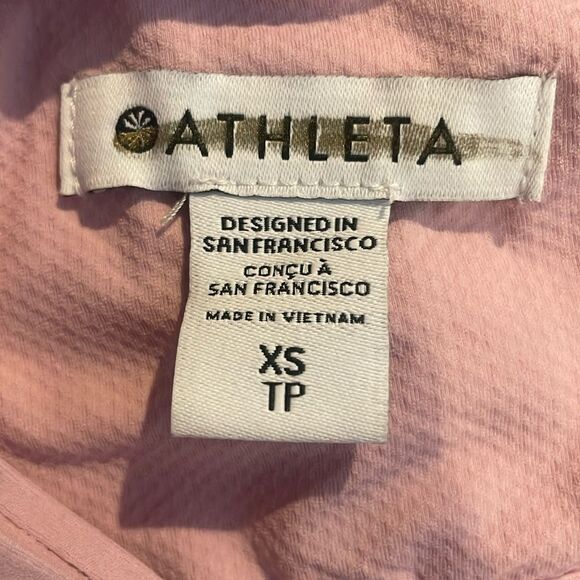 ATHLETA
DESIGNED IN
SAN FRANCISCO
CONÇU À
SAN FRANCISCO
MADE IN VIETNAM
XS
TP